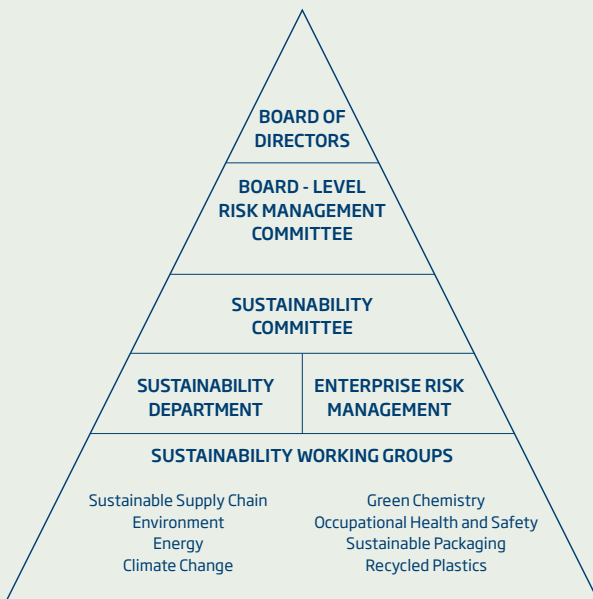 BOARD OF
DIRECTORS
BOARD - LEVEL
RISK MANAGEMENT
COMMITTEE
SUSTAINABILITY
COMMITTEE
SUSTAINABILITY
DEPARTMENT
ENTERPRISE RISK
MANAGEMENT
SUSTAINABILITY WORKING GROUPS
Sustainable Supply Chain
Environment
Energy
Climate Change
Green Chemistry
Occupational Health and Safety
Sustainable Packaging
Recycled Plastics